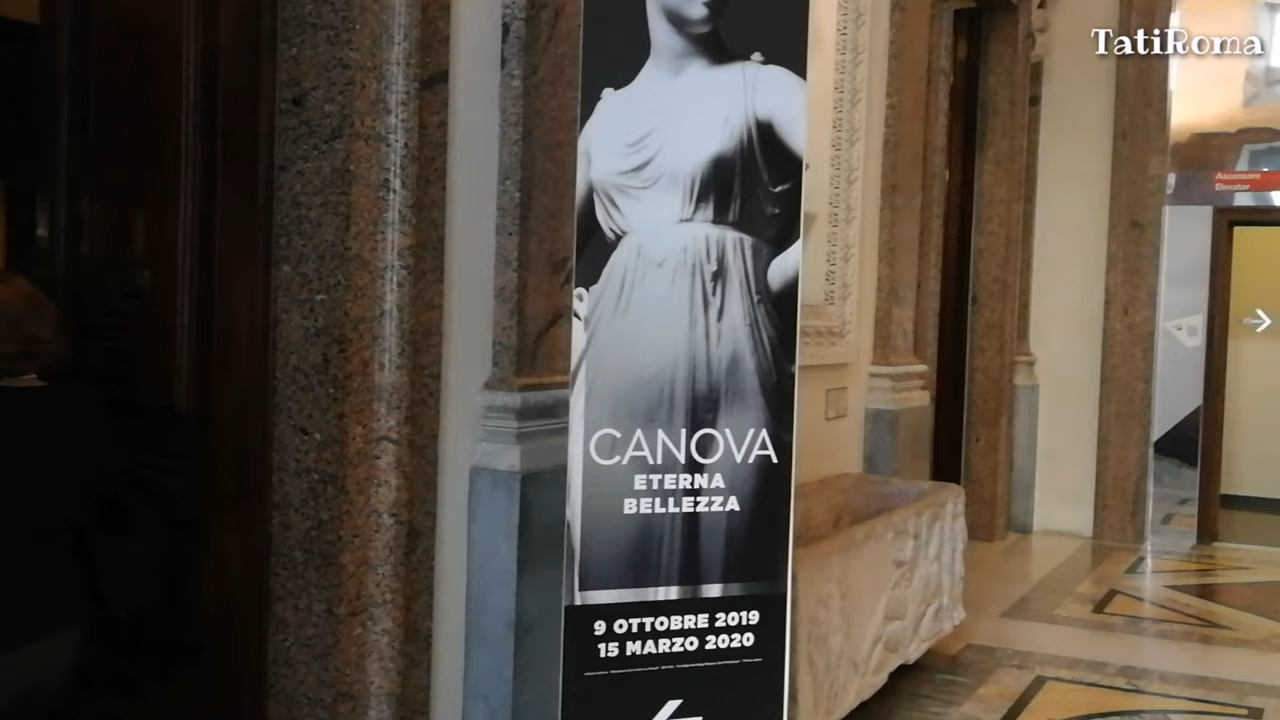 TatiRoma
Ascensore
Elevator
CANOVA
ETERNA
BELLEZZA
9 OTTOBRE 2019
15 MARZO 2020